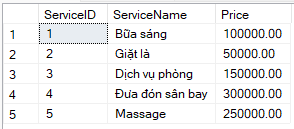 ServiceID ServiceName Price
1 1 Bữa sáng 100000.00
2 2 Giặt là 50000.00
3 3 Dịch vụ phòng 150000.00
4 4 Đưa đón sân bay 300000.00
5 5 Massage 250000.00